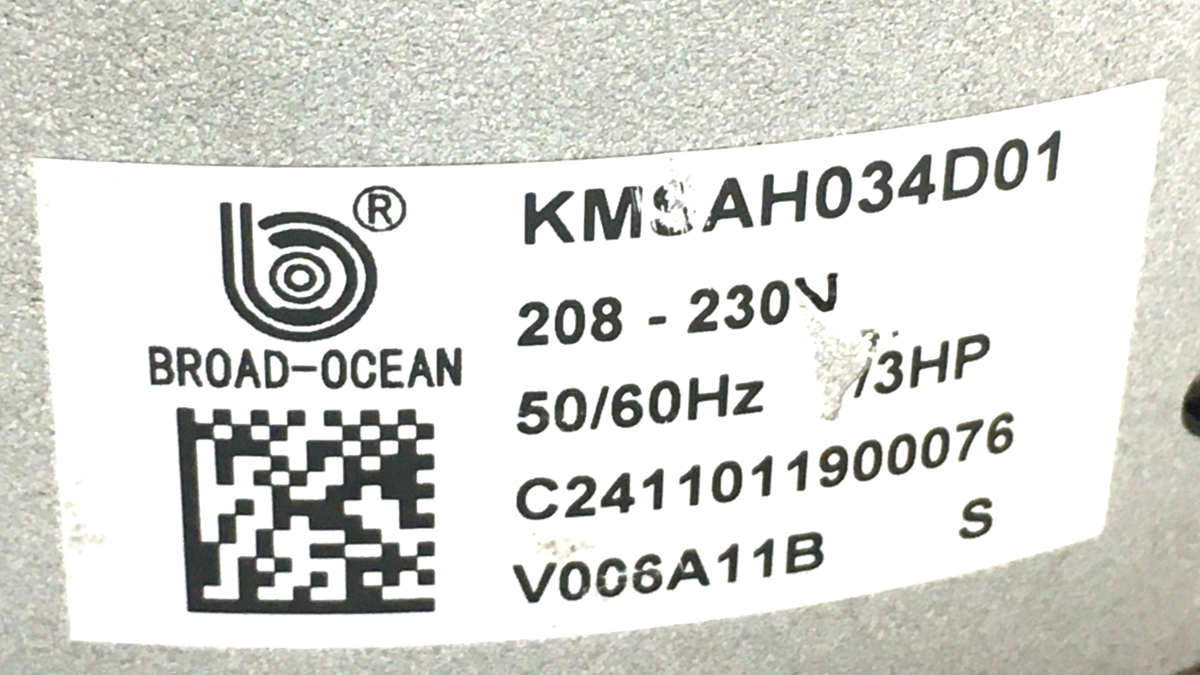 ®
BROAD-OCEAN
208 - 230V
50/60Hz
C2411011900076
V006A11B S